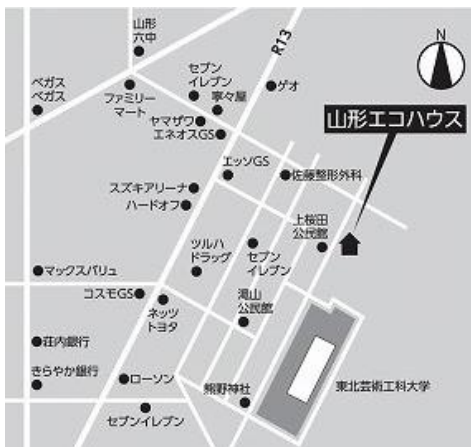 山形
六中
R13
N
ベガス
ベガス
ファミリー
マート
セブン
イレブン
寧々屋
ゲオ
ヤマザワ
エネオスGS
山形エコハウス
エッソGS
佐藤整形外科
スズキアリーナ
ハードオフ
上桜田
公民館
ツルハ
ドラッグ
セブン
イレブン
マックスバリュ
コスモGS
ネッツ
トヨタ
滝山
公民館
荘内銀行
きらやか銀行
ローソン
熊野神社
東北芸術工科大学
セブンイレブン